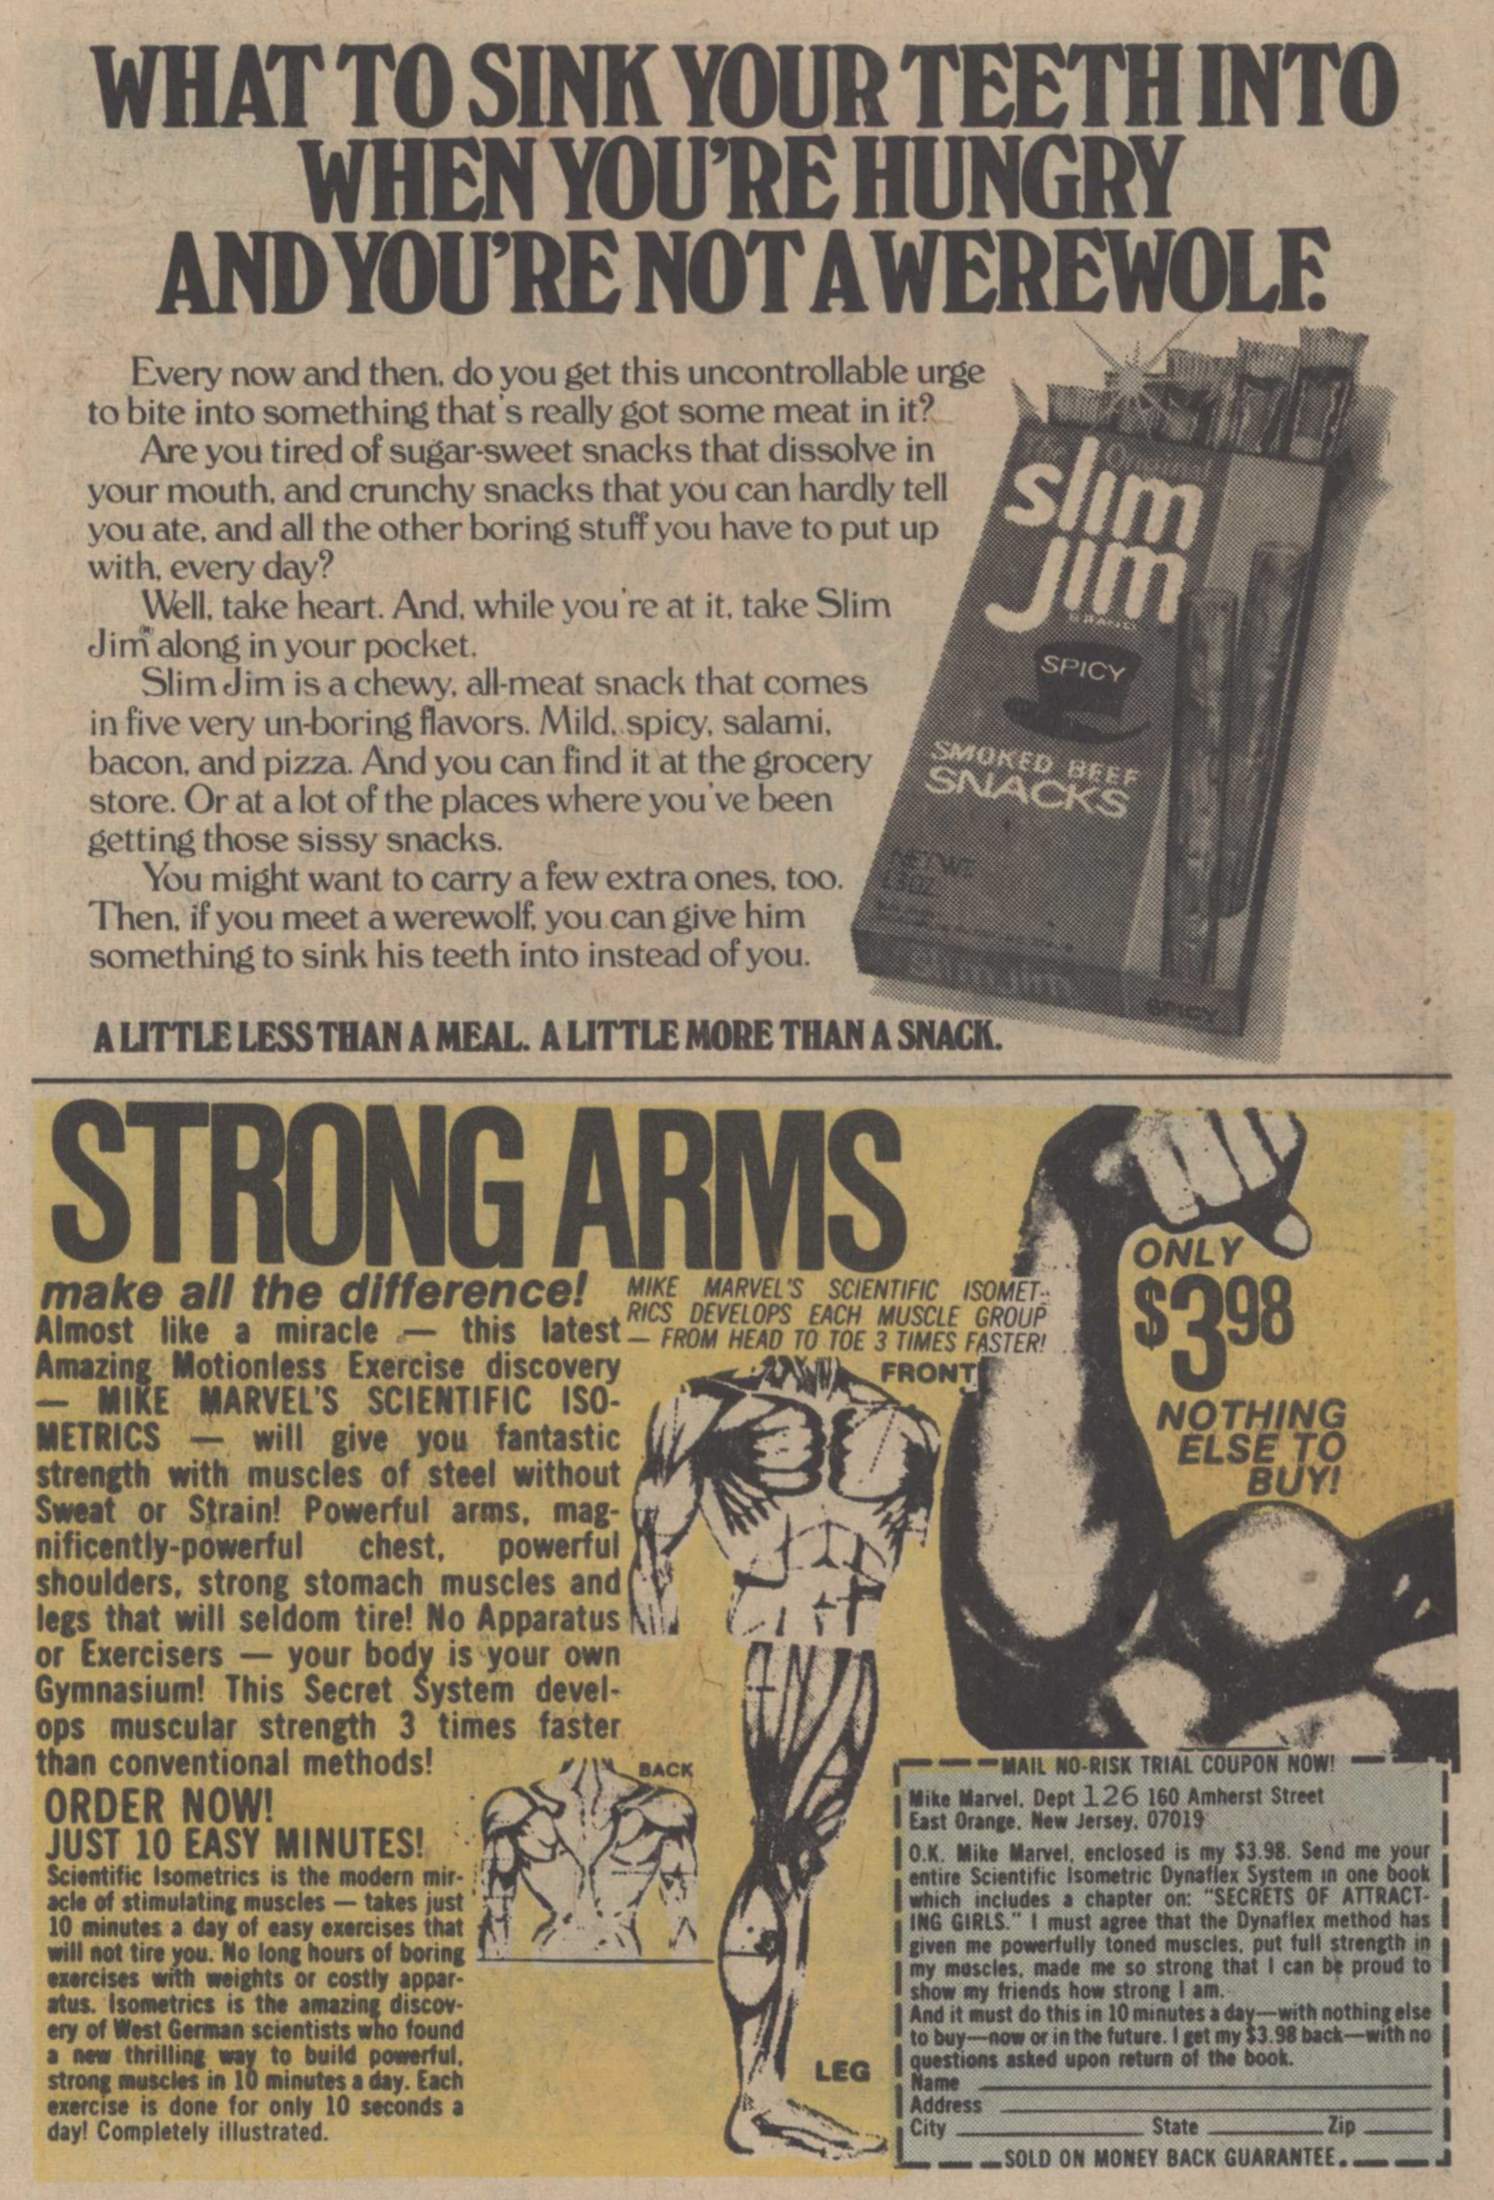 WHAT TO SINK YOUR TEETH INTO
WHEN YOU'RE HUNGRY
AND YOU'RE NOT A WEREWOLF.
Every now and then, do you get this uncontrollable urge
to bite into something that's really got some meat in it?
Are you tired of sugar-sweet snacks that dissolve in
your mouth, and crunchy snacks that you can hardly tell
you ate, and all the other boring stuff you have to put up
with, every day?
Well, take heart. And, while you're at it, take Slim
Jim® along in your pocket.
Slim Jim is a chewy, all-meat snack that comes
in five very un-boring flavors. Mild, spicy, salami,
bacon, and pizza. And you can find it at the grocery
store. Or at a lot of the places where you've been
getting those sissy snacks.
You might want to carry a few extra ones, too.
Then, if you meet a werewolf, you can give him
something to sink his teeth into instead of you.
A LITTLE LESS THAN A MEAL. A LITTLE MORE THAN A SNACK.
The Original
slim
jim
BRAND
SPICY
SMOKED BEEF
SNACKS
NET WT.
slim jim
SPICY
STRONG ARMS
make all the difference!
Almost like a miracle — this latest
Amazing Motionless Exercise discovery
— MIKE MARVEL'S SCIENTIFIC ISO-
METRICS — will give you fantastic
strength with muscles of steel without
Sweat or Strain! Powerful arms, mag-
nificently-powerful chest, powerful
shoulders, strong stomach muscles and
legs that will seldom tire! No Apparatus
or Exercisers — your body is your own
Gymnasium! This Secret System devel-
ops muscular strength 3 times faster
than conventional methods!
ORDER NOW!
JUST 10 EASY MINUTES!
Scientific Isometrics is the modern mir-
acle of stimulating muscles — takes just
10 minutes a day of easy exercises that
will not tire you. No long hours of boring
exercises with weights or costly appar-
atus. Isometrics is the amazing discov-
ery of West German scientists who found
a new thrilling way to build powerful,
strong muscles in 10 minutes a day. Each
exercise is done for only 10 seconds a
day! Completely illustrated.
MIKE MARVEL'S SCIENTIFIC ISOMET-
RICS DEVELOPS EACH MUSCLE GROUP
— FROM HEAD TO TOE 3 TIMES FASTER!
FRONT
BACK
LEG
ONLY
$3.98
NOTHING
ELSE TO
BUY!
MAIL NO-RISK TRIAL COUPON NOW!
Mike Marvel, Dept 126 160 Amherst Street
East Orange, New Jersey, 07019
O.K. Mike Marvel, enclosed is my $3.98. Send me your
entire Scientific Isometric Dynaflex System in one book
which includes a chapter on: "SECRETS OF ATTRACT-
ING GIRLS." I must agree that the Dynaflex method has
given me powerfully toned muscles, put full strength in
my muscles, made me so strong that I can be proud to
show my friends how strong I am.
And it must do this in 10 minutes a day—with nothing else
to buy—now or in the future. I get my $3.98 back—with no
questions asked upon return of the book.
Name
Address
City State Zip
SOLD ON MONEY BACK GUARANTEE.